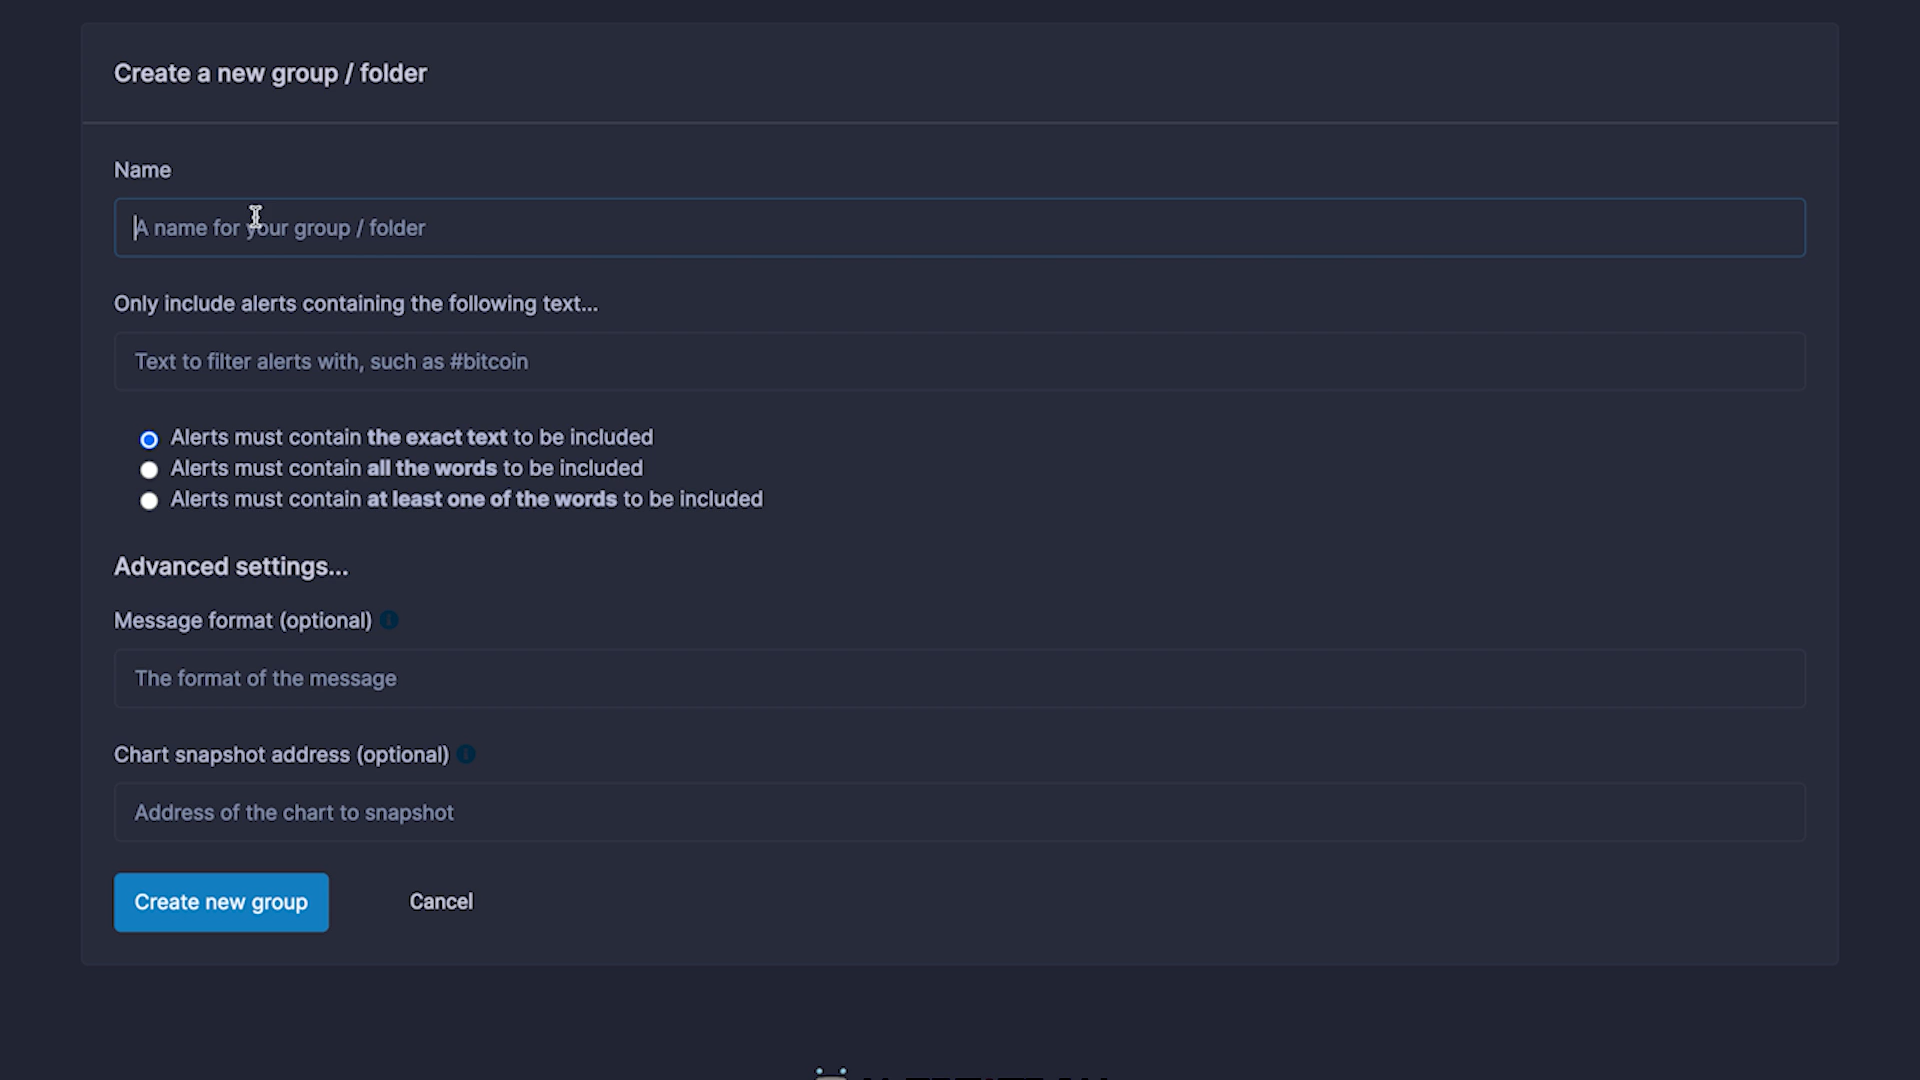 Create a new group / folder
Name
A name for your group / folder
Only include alerts containing the following text...
Text to filter alerts with, such as #bitcoin
Alerts must contain the exact text to be included
Alerts must contain all the words to be included
Alerts must contain at least one of the words to be included
Advanced settings...
Message format (optional)
The format of the message
Chart snapshot address (optional)
Address of the chart to snapshot
Create new group
Cancel